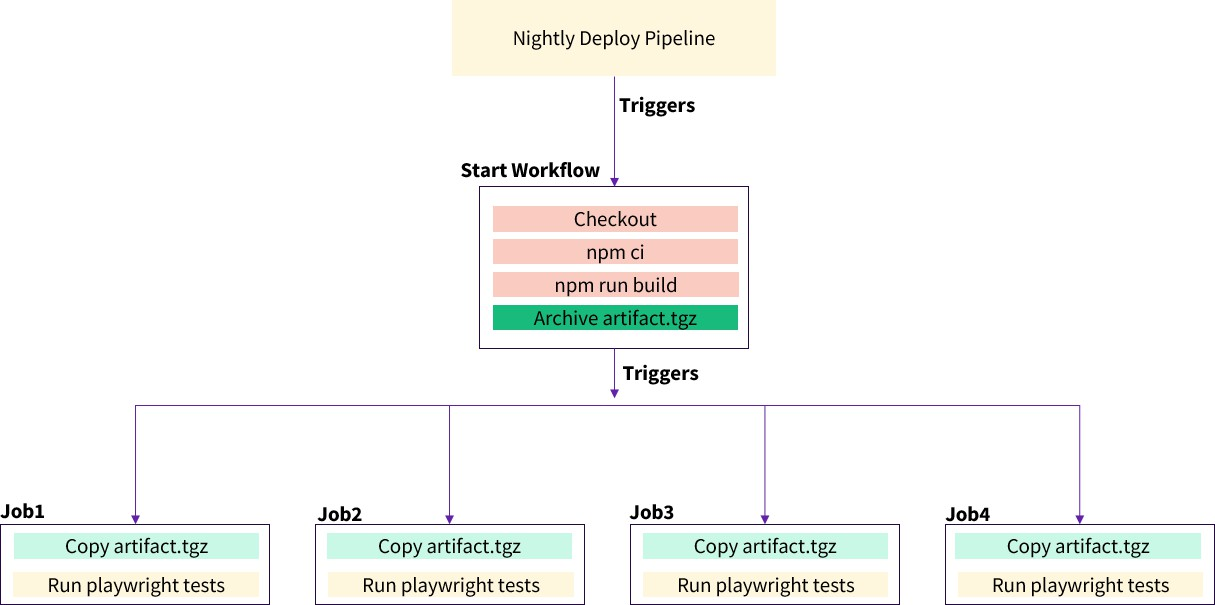 Nightly Deploy Pipeline
Triggers
Start Workflow
Checkout
npm ci
npm run build
Archive artifact.tgz
Triggers
Job1
Copy artifact.tgz
Run playwright tests
Job2
Copy artifact.tgz
Run playwright tests
Job3
Copy artifact.tgz
Run playwright tests
Job4
Copy artifact.tgz
Run playwright tests